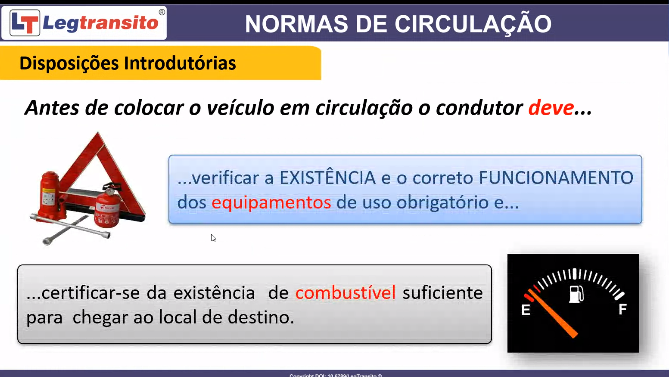 LT Legtransito®
NORMAS DE CIRCULAÇÃO
Disposições Introdutórias
Antes de colocar o veículo em circulação o condutor deve...
...verificar a EXISTÊNCIA e o correto FUNCIONAMENTO
dos equipamentos de uso obrigatório e...
...certificar-se da existência de combustível suficiente
para chegar ao local de destino.
E F